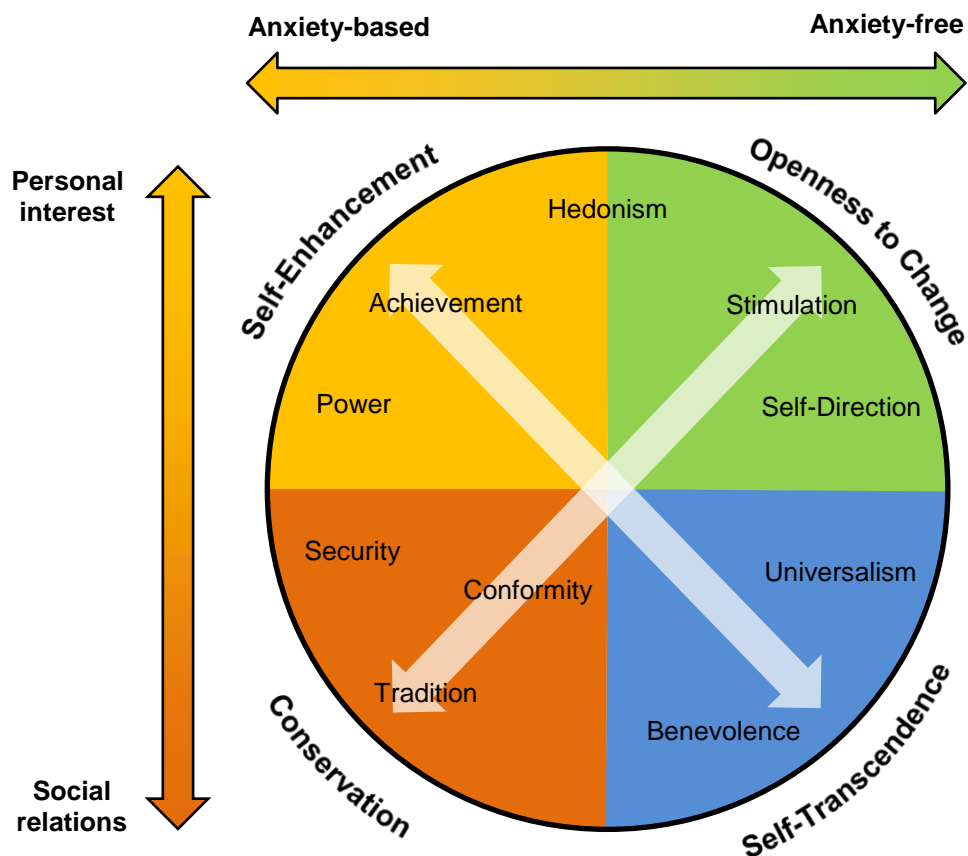 Anxiety-based
Anxiety-free
Personal
interest
Self-Enhancement
Openness to Change
Hedonism
Achievement
Stimulation
Power
Self-Direction
Security
Conformity
Universalism
Tradition
Benevolence
Conservation
Self-Transcendence
Social
relations